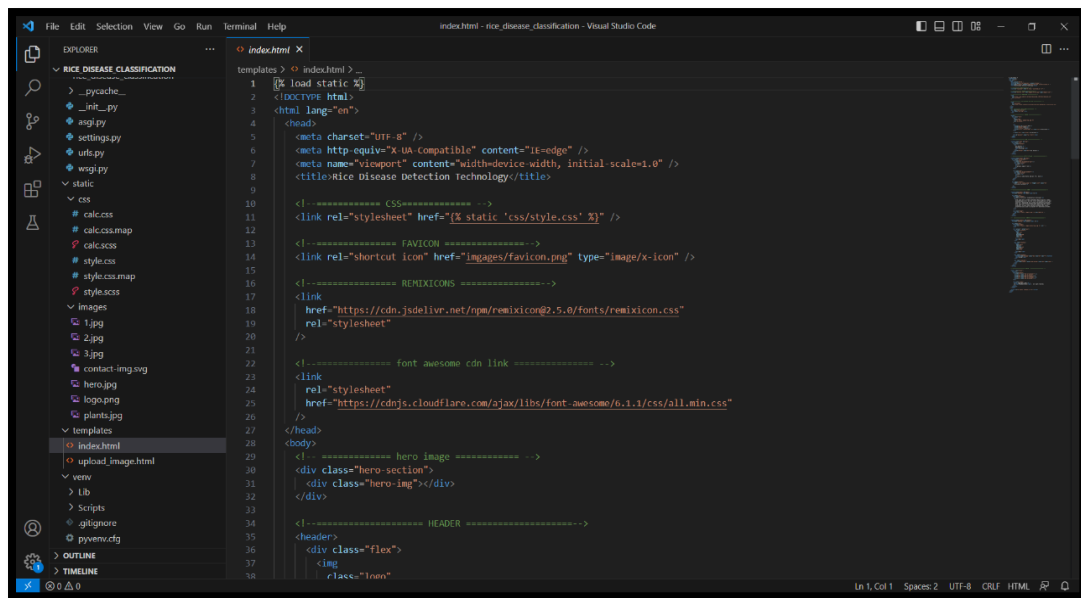 File Edit Selection View Go Run Terminal Help
index.html - rice_disease_classification - Visual Studio Code
EXPLORER
RICE_DISEASE_CLASSIFICATION
__pycache__
__init__.py
asgi.py
settings.py
urls.py
wsgi.py
static
css
# calc.css
# calc.css.map
calc.scss
# style.css
# style.css.map
style.scss
images
1.jpg
2.jpg
3.jpg
contact-img.svg
hero.jpg
logo.png
plants.jpg
templates
<> index.html
<> upload_image.html
venv
> Lib
> Scripts
.gitignore
pyvenv.cfg
> OUTLINE
> TIMELINE
<> index.html ×
templates > <> index.html > ...
1 {% load static %}
2 <!DOCTYPE html>
3 <html lang="en">
4 <head>
5 <meta charset="UTF-8" />
6 <meta http-equiv="X-UA-Compatible" content="IE=edge" />
7 <meta name="viewport" content="width=device-width, initial-scale=1.0" />
8 <title>Rice Disease Detection Technology</title>
9
10 <!--============ CSS============= -->
11 <link rel="stylesheet" href="{% static 'css/style.css' %}" />
12
13 <!--=============== FAVICON ===============-->
14 <link rel="shortcut icon" href="imgages/favicon.png" type="image/x-icon" />
15
16 <!--=============== REMIXICONS ===============-->
17 <link
18 href="https://cdn.jsdelivr.net/npm/remixicon@2.5.0/fonts/remixicon.css"
19 rel="stylesheet"
20 />
21
22 <!--============== font awesome cdn link ============== -->
23 <link
24 rel="stylesheet"
25 href="https://cdnjs.cloudflare.com/ajax/libs/font-awesome/6.1.1/css/all.min.css"
26 />
27 </head>
28 <body>
29 <!-- ============= hero image ============ -->
30 <div class="hero-section">
31 <div class="hero-img"></div>
32 </div>
33
34 <!--==================== HEADER ====================-->
35 <header>
36 <div class="flex">
37 <img
38 class="logo"
0 0
Ln 1, Col 1 Spaces: 2 UTF-8 CRLF HTML